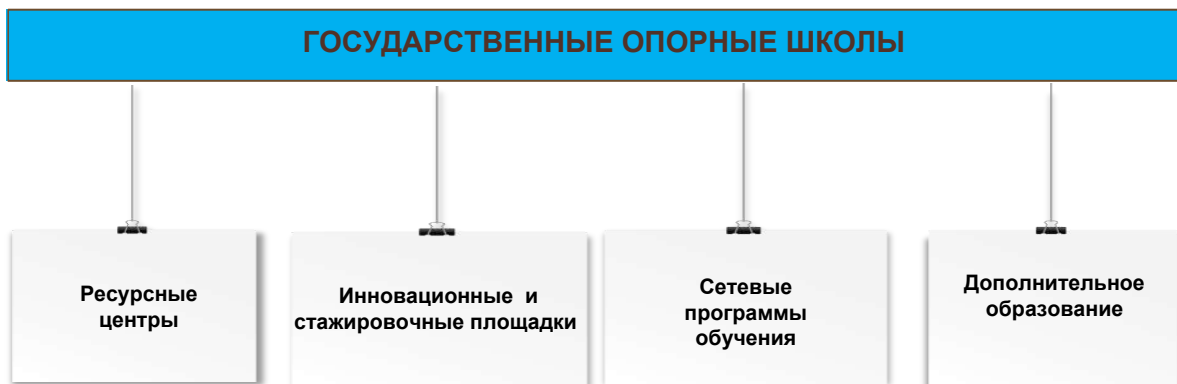 ГОСУДАРСТВЕННЫЕ ОПОРНЫЕ ШКОЛЫ
Ресурсные
центры
Инновационные и
стажировочные площадки
Сетевые
программы
обучения
Дополнительное
образование